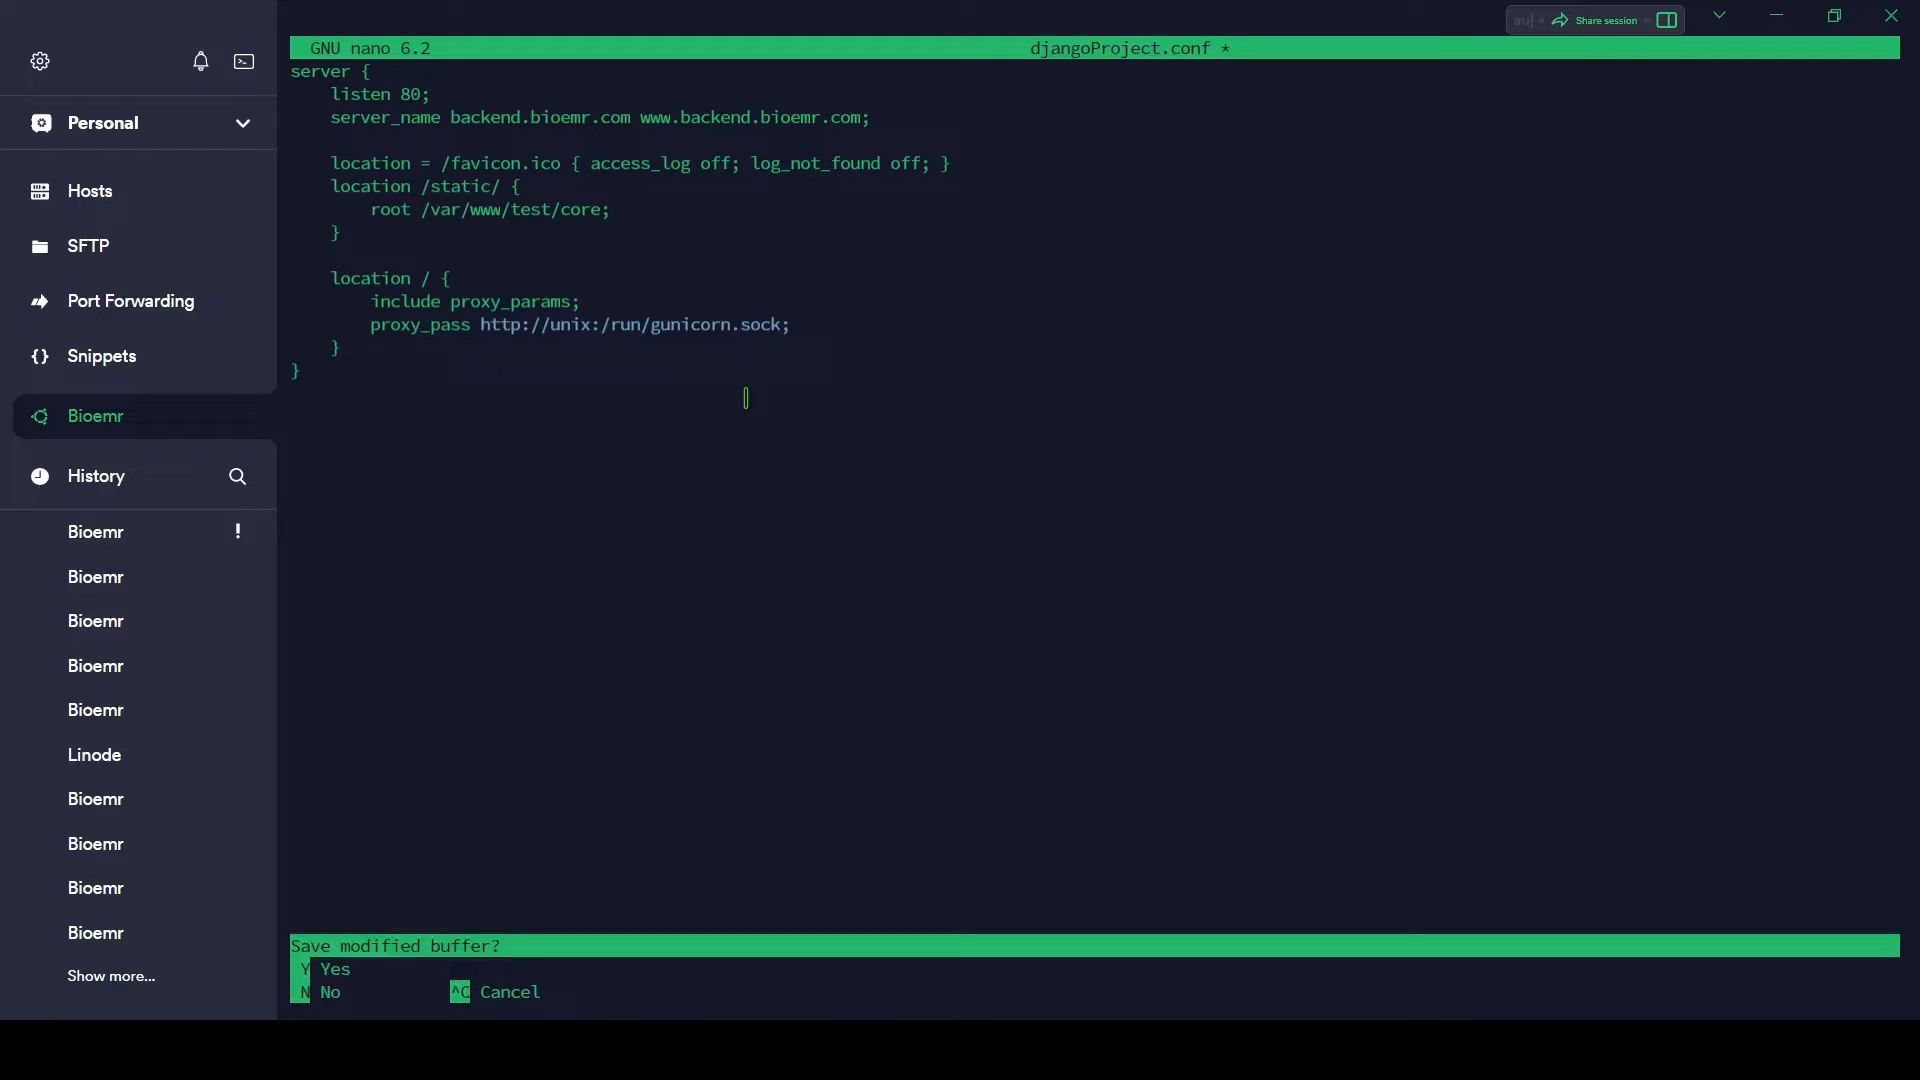 Share session
GNU nano 6.2 djangoProject.conf *
Personal
Hosts
SFTP
Port Forwarding
Snippets
Bioemr
History
Bioemr !
Bioemr
Bioemr
Bioemr
Bioemr
Linode
Bioemr
Bioemr
Bioemr
Bioemr
Show more...
server {
    listen 80;
    server_name backend.bioemr.com www.backend.bioemr.com;

    location = /favicon.ico { access_log off; log_not_found off; }
    location /static/ {
        root /var/www/test/core;
    }

    location / {
        include proxy_params;
        proxy_pass http://unix:/run/gunicorn.sock;
    }
}
Save modified buffer?
Y Yes
N No ^C Cancel